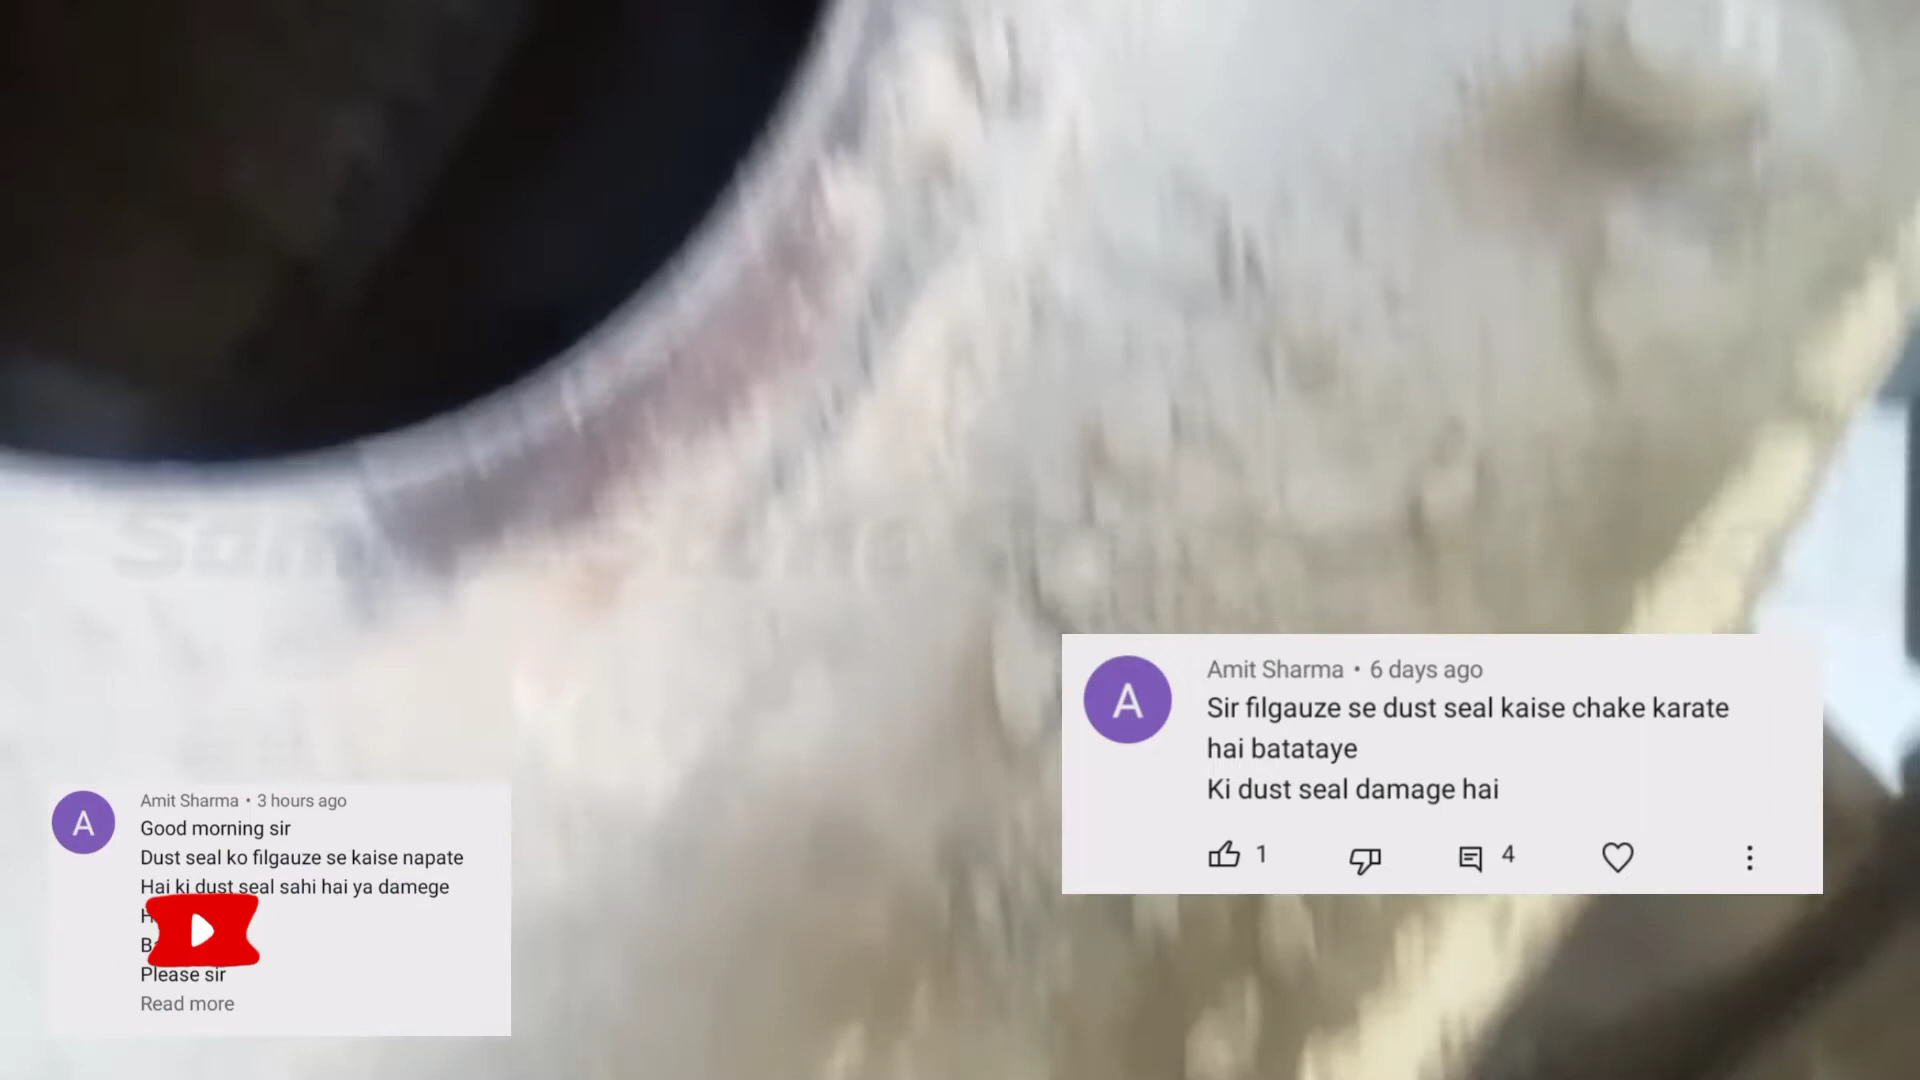 Amit Sharma • 6 days ago
Sir filgauze se dust seal kaise chake karate
hai batataye
Ki dust seal damage hai
1
4
Amit Sharma • 3 hours ago
Good morning sir
Dust seal ko filgauze se kaise napate
Hai ki dust seal sahi hai ya damege
Please sir
Read more